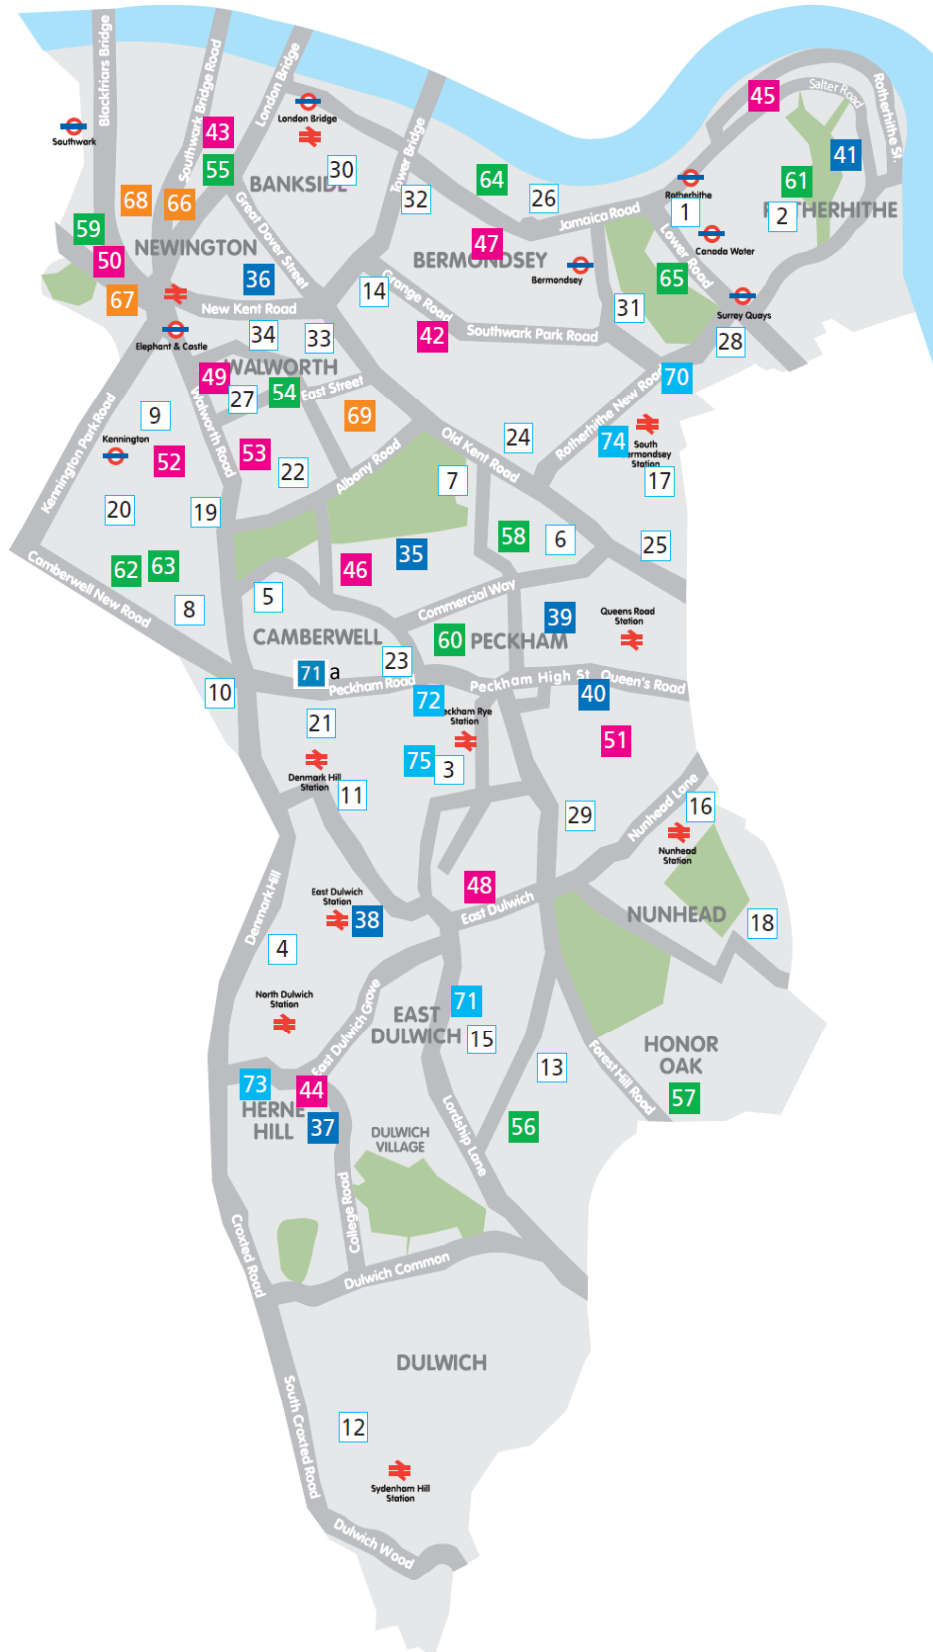 Blackfriars Bridge
Southwark Bridge Road
London Bridge
Southwark
London Bridge
43
55
30
BANKSIDE
Tower Bridge
32
64
26
45
Salter Road
Rotherhithe St.
41
61
Rotherhithe
1
2
Jamaica Road
Canada Water
Lower Road
65
68
66
59
50
NEWINGTON
Great Dover Street
36
67
New Kent Road
47
BERMONDSEY
Bermondsey
14
Grange Road
42
Southwark Park Road
31
Surrey Quays
28
Elephant & Castle
34
33
WALWORTH
49
27
54
East Street
69
70
Rotherhithe New Road
74
South
Station
17
9
Kennington
Kennington Park Road
52
Walworth Road
53
22
Albany Road
Old Kent Road
24
7
20
19
58
6
25
62
63
Camberwell New Road
8
5
46
35
Commercial Way
39
Queens Road
Station
CAMBERWELL
60
PECKHAM
23
71 a
Peckham Road
10
Peckham High St
Queen's Road
40
72
Station
21
51
75
3
Denmark Hill
Station
11
29
Nunhead Lane
16
Nunhead
Station
48
East Dulwich
NUNHEAD
18
East Dulwich
Station
38
Denmark Hill
4
North Dulwich
Station
East Dulwich Grove
71
EAST
DULWICH
15
13
HONOR
OAK
Forest Hill Road
57
73
44
HERNE
HILL
37
DULWICH
VILLAGE
Lordship Lane
56
College Road
Croxted Road
Dulwich Common
DULWICH
South Croxted Road
12
Sydenham Hill
Station
Dulwich Wood